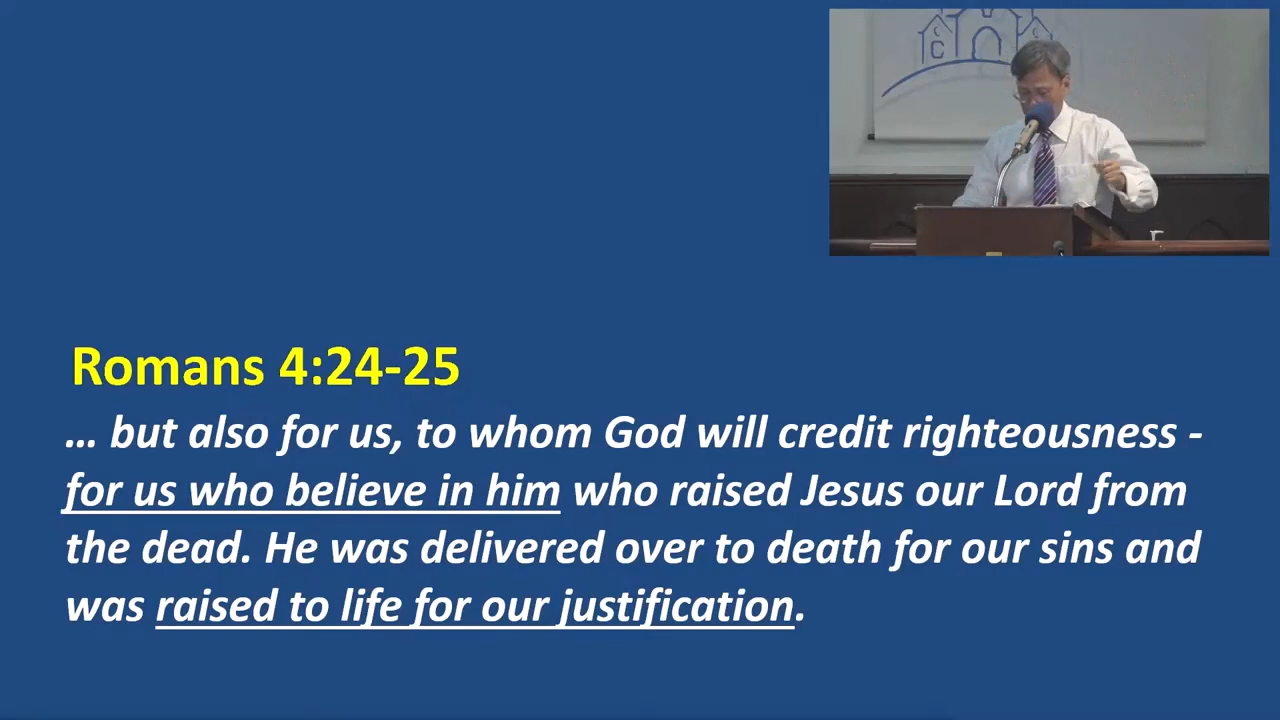 C C
Romans 4:24-25
… but also for us, to whom God will credit righteousness -
for us who believe in him who raised Jesus our Lord from
the dead. He was delivered over to death for our sins and
was raised to life for our justification.